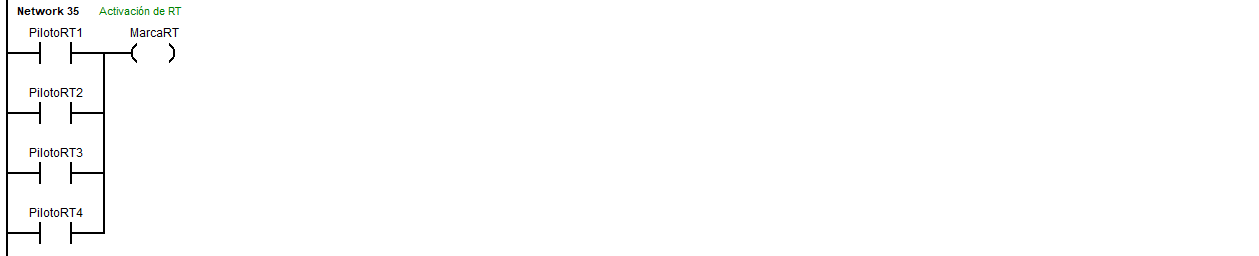 Network 35 Activación de RT
PilotoRT1 MarcaRT
PilotoRT2
PilotoRT3
PilotoRT4